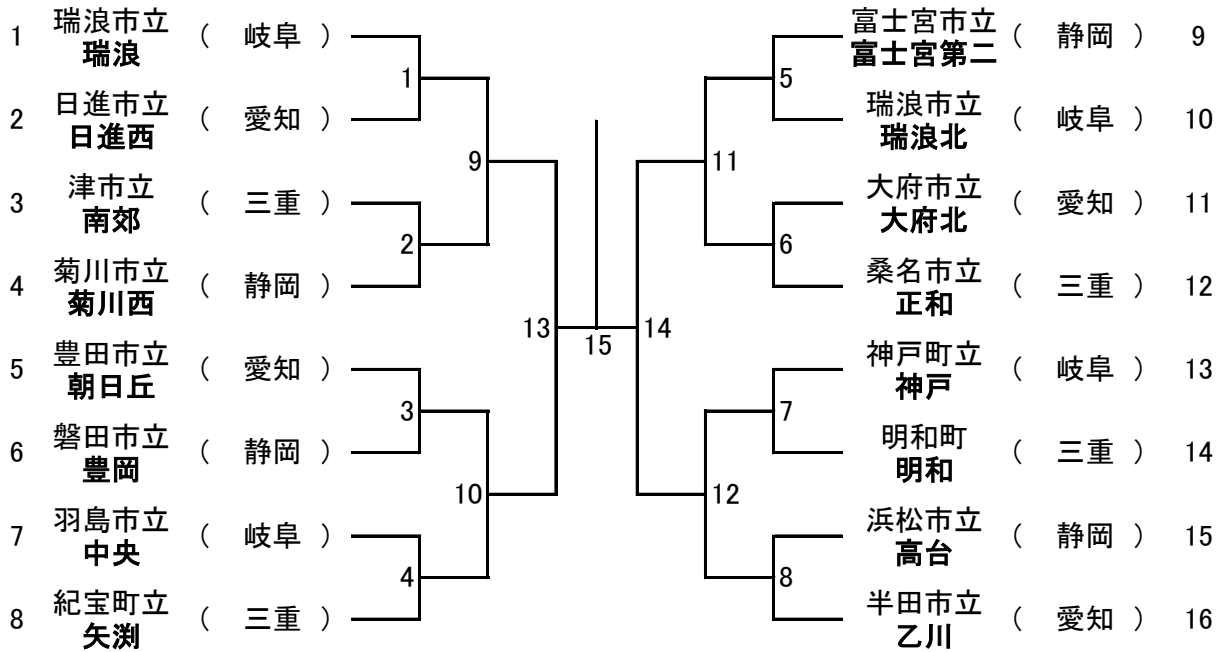 1 瑞浪市立 瑞浪 ( 岐阜 )
2 日進市立 日進西 ( 愛知 )
3 津市立 南郊 ( 三重 )
4 菊川市立 菊川西 ( 静岡 )
5 豊田市立 朝日丘 ( 愛知 )
6 磐田市立 豊岡 ( 静岡 )
7 羽島市立 中央 ( 岐阜 )
8 紀宝町立 矢渕 ( 三重 )
1
2
3
4
9
10
13
15
14
11
12
5
6
7
8
富士宮市立 富士宮第二 ( 静岡 ) 9
瑞浪市立 瑞浪北 ( 岐阜 ) 10
大府市立 大府北 ( 愛知 ) 11
桑名市立 正和 ( 三重 ) 12
神戸町立 神戸 ( 岐阜 ) 13
明和町 明和 ( 三重 ) 14
浜松市立 高台 ( 静岡 ) 15
半田市立 乙川 ( 愛知 ) 16